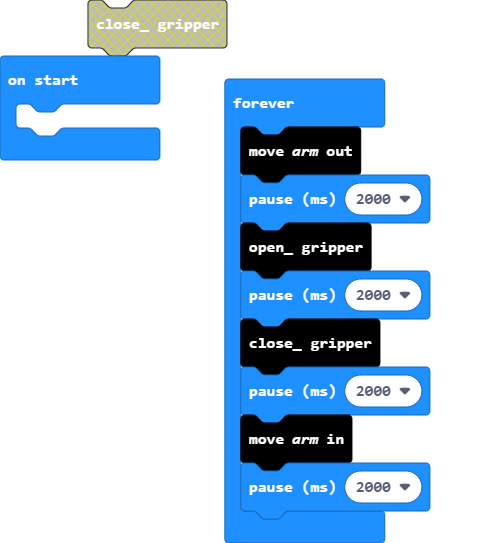 close_ gripper
on start
forever
move arm out
pause (ms) 2000
open_ gripper
pause (ms) 2000
close_ gripper
pause (ms) 2000
move arm in
pause (ms) 2000